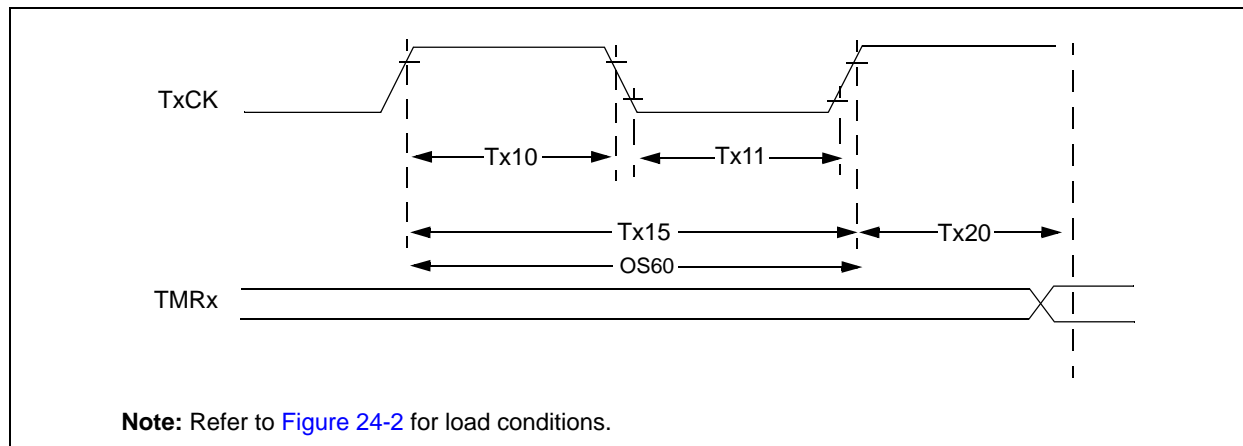 TxCK
Tx10
Tx11
Tx15
Tx20
OS60
TMRx
Note: Refer to Figure 24-2 for load conditions.